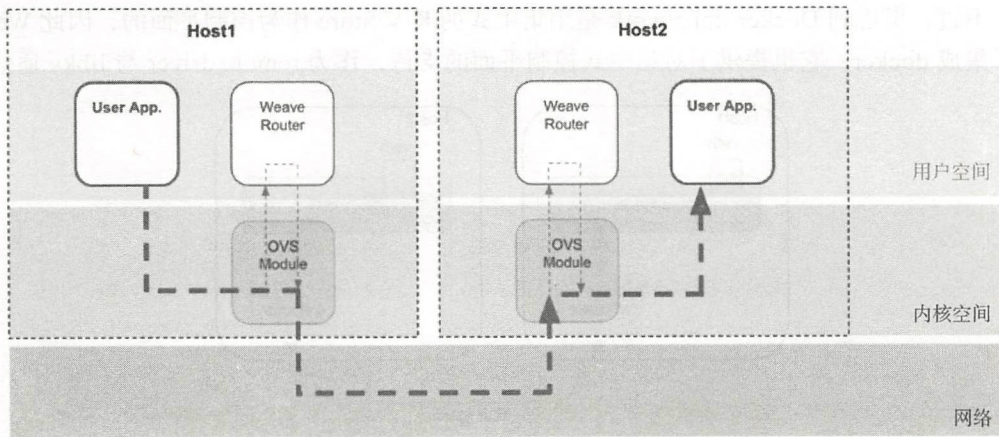 Host1
Host2
User App.
Weave
Router
Weave
Router
User App.
用户空间
OVS
Module
OVS
Module
内核空间
网络